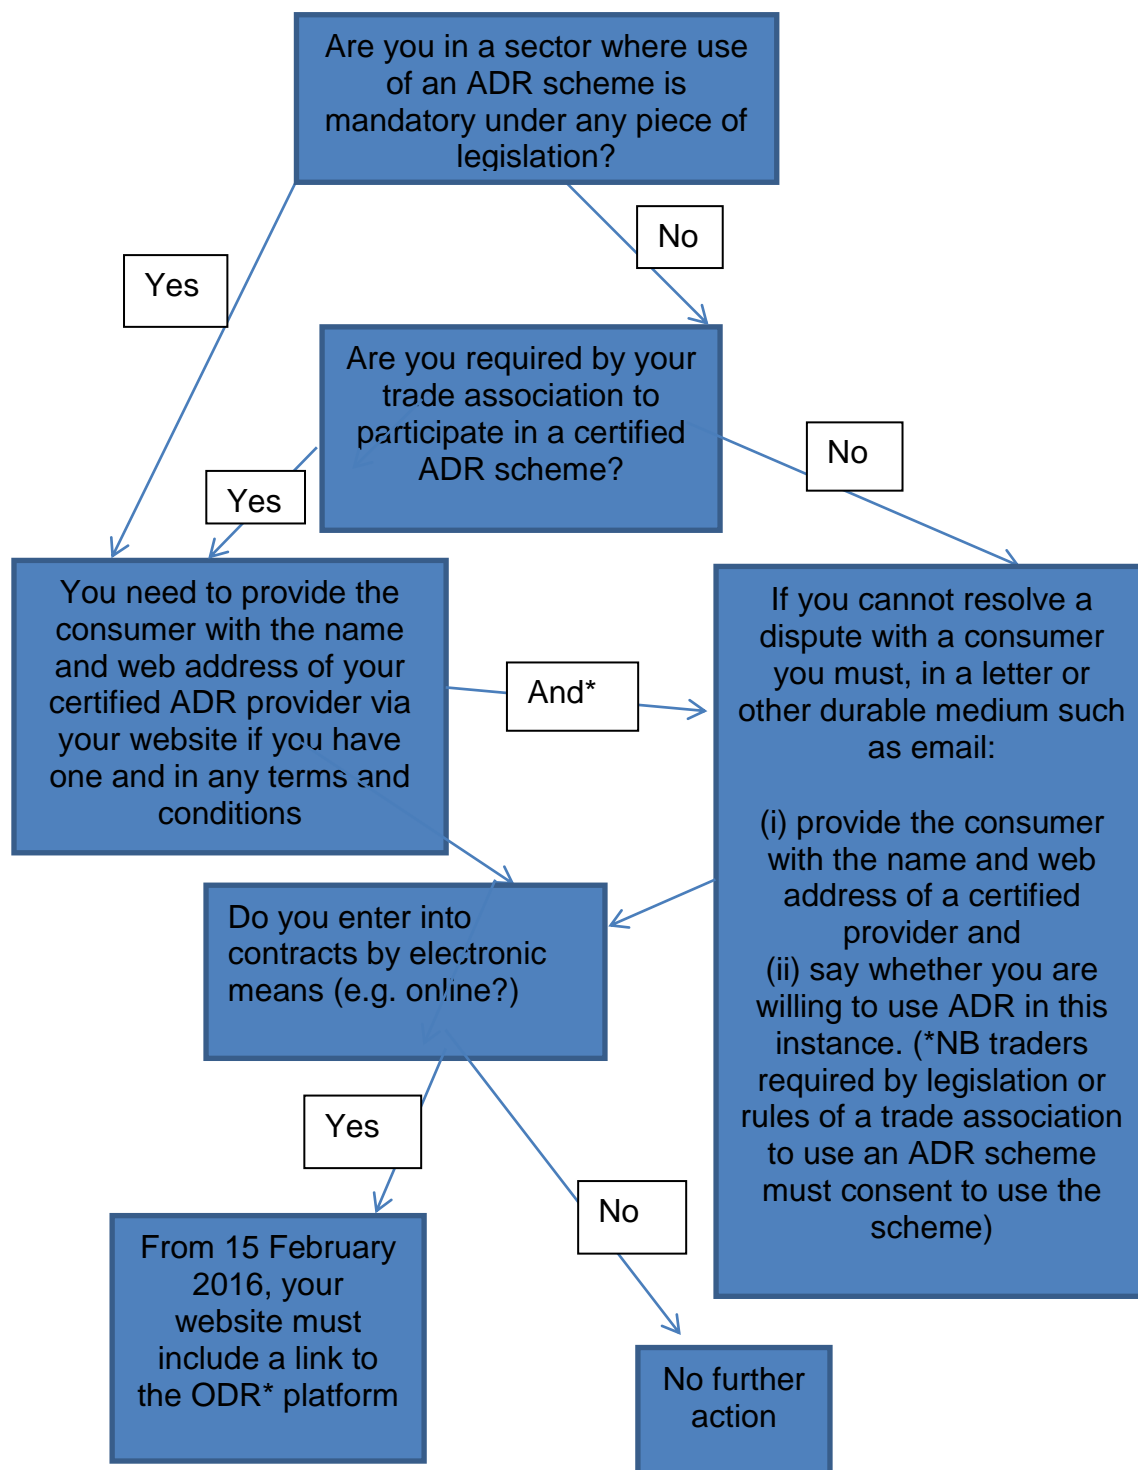 Are you in a sector where use
of an ADR scheme is
mandatory under any piece of
legislation?
No
Yes
Are you required by your
trade association to
participate in a certified
ADR scheme?
No
Yes
You need to provide the
consumer with the name
and web address of your
certified ADR provider via
your website if you have
one and in any terms and
conditions
And*
If you cannot resolve a
dispute with a consumer
you must, in a letter or
other durable medium such
as email:
(i) provide the consumer
with the name and web
address of a certified
provider and
(ii) say whether you are
willing to use ADR in this
instance. (*NB traders
required by legislation or
rules of a trade association
to use an ADR scheme
must consent to use the
scheme)
Do you enter into
contracts by electronic
means (e.g. online?)
Yes
No
From 15 February
2016, your
website must
include a link to
the ODR* platform
No further
action